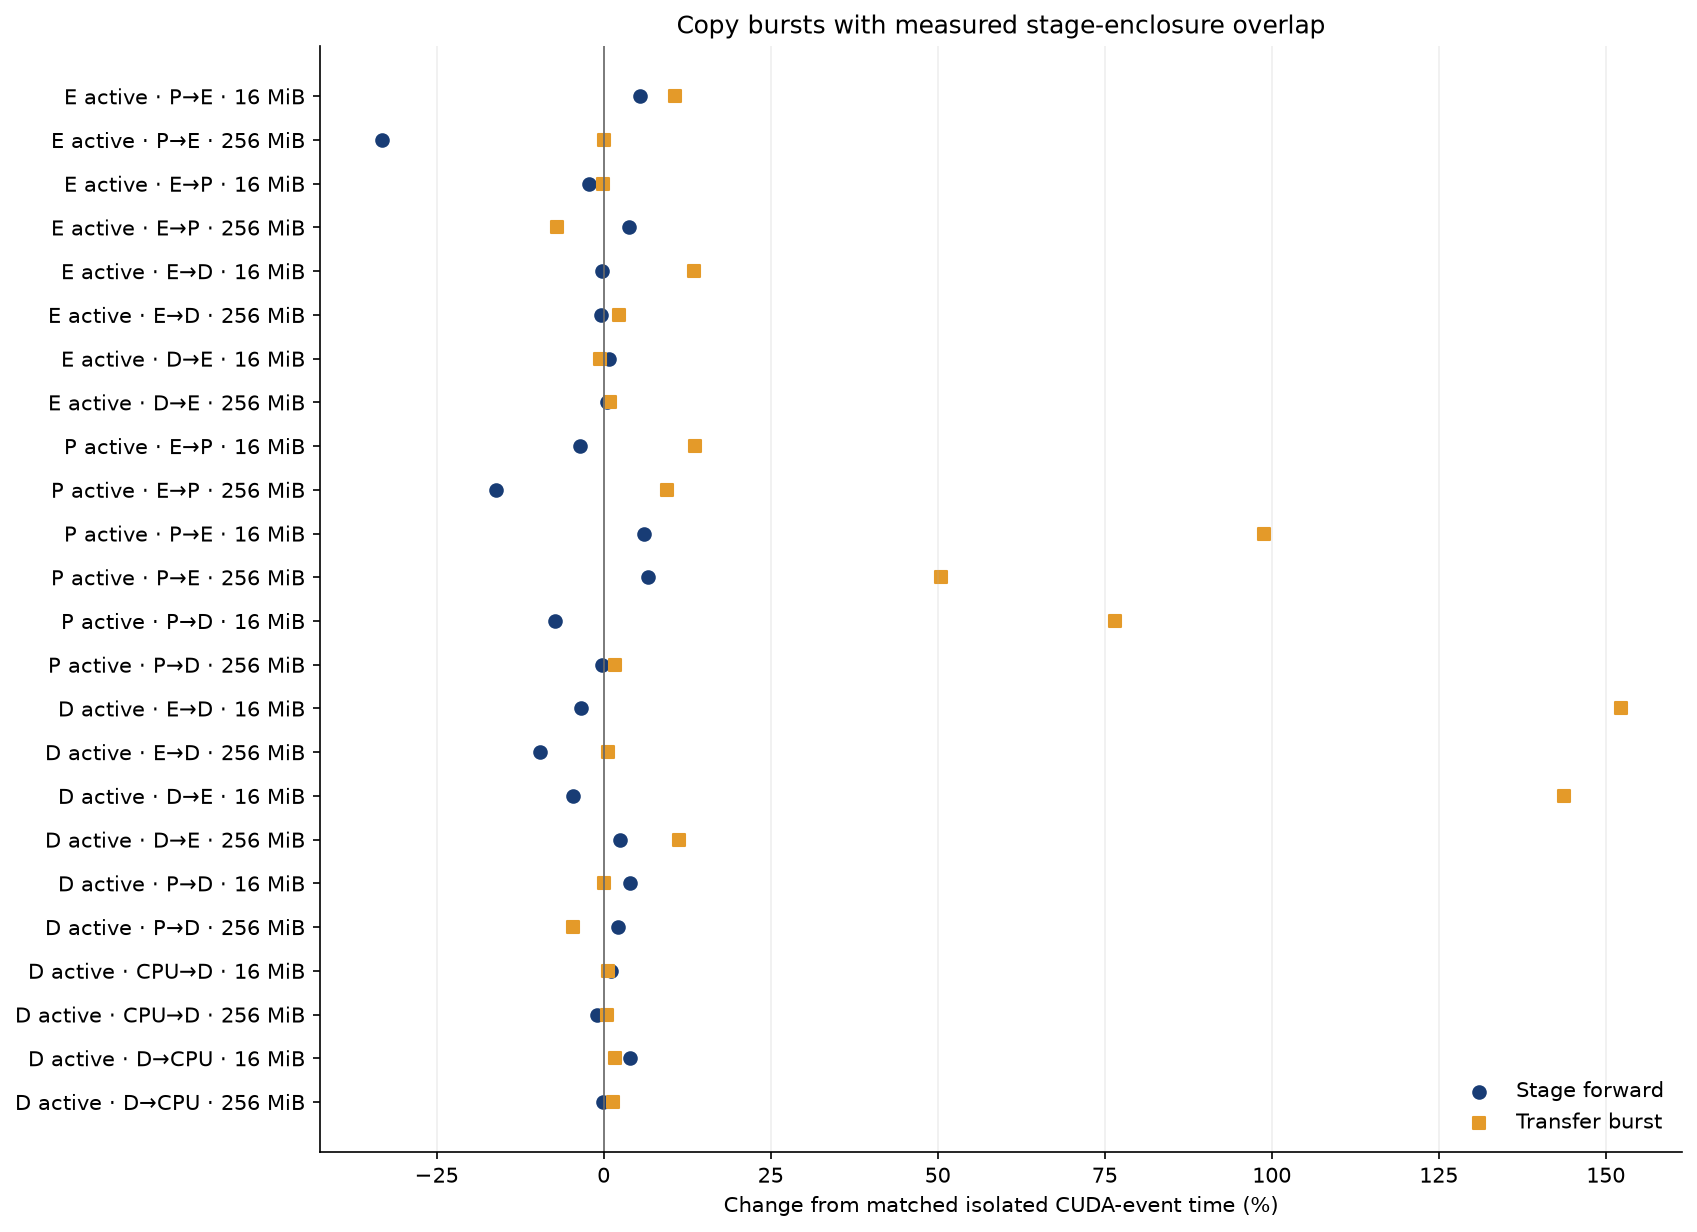 Copy bursts with measured stage-enclosure overlap
E active · P→E · 16 MiB
E active · P→E · 256 MiB
E active · E→P · 16 MiB
E active · E→P · 256 MiB
E active · E→D · 16 MiB
E active · E→D · 256 MiB
E active · D→E · 16 MiB
E active · D→E · 256 MiB
P active · E→P · 16 MiB
P active · E→P · 256 MiB
P active · P→E · 16 MiB
P active · P→E · 256 MiB
P active · P→D · 16 MiB
P active · P→D · 256 MiB
D active · E→D · 16 MiB
D active · E→D · 256 MiB
D active · D→E · 16 MiB
D active · D→E · 256 MiB
D active · P→D · 16 MiB
D active · P→D · 256 MiB
D active · CPU→D · 16 MiB
D active · CPU→D · 256 MiB
D active · D→CPU · 16 MiB
D active · D→CPU · 256 MiB
Stage forward
Transfer burst
−25 0 25 50 75 100 125 150
Change from matched isolated CUDA-event time (%)